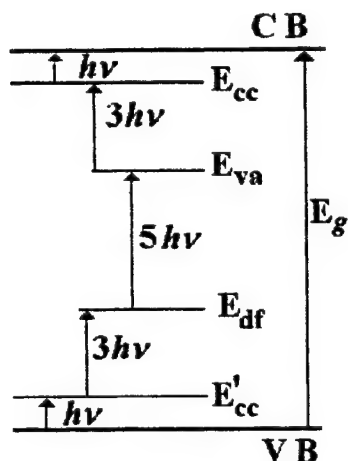 C B
hν
E_cc
3hν
E_va
E_g
5hν
E_df
3hν
E'_cc
hν
V B